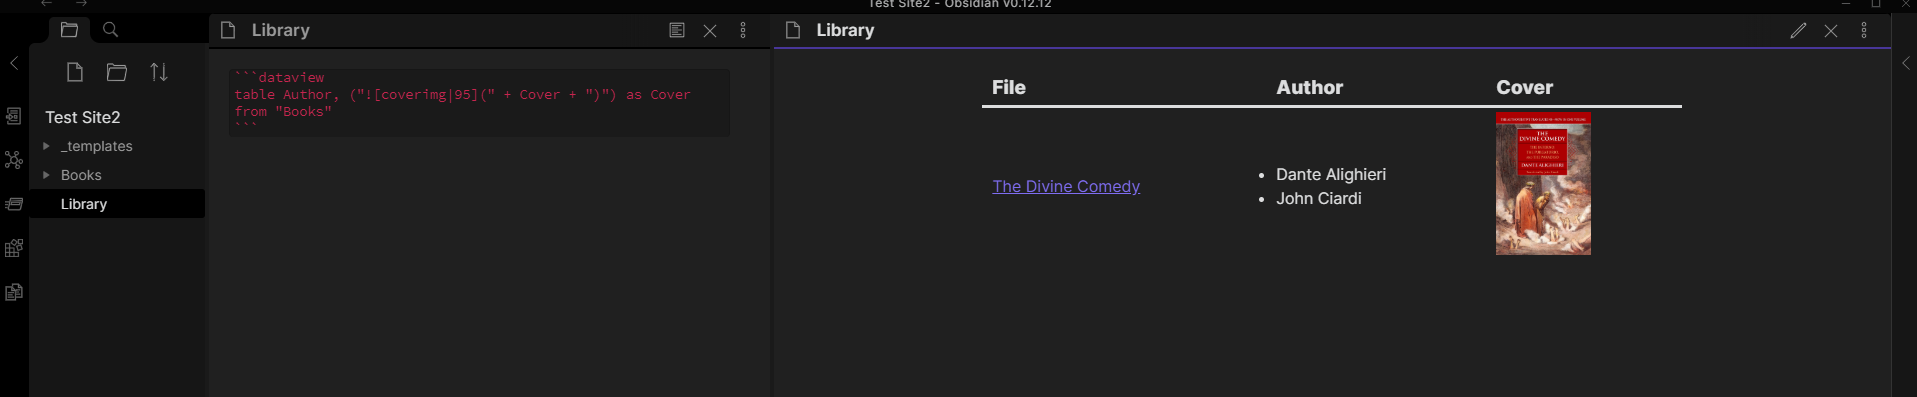 Test Site2 - Obsidian v0.12.12
Test Site2
_templates
Books
Library
Library
```dataview
table Author, ("![coverimg|95](" + Cover + ")") as Cover
from "Books"
```
Library
File Author Cover
The Divine Comedy
• Dante Alighieri
• John Ciardi
THE
DIVINE COMEDY
DANTE ALIGHIERI